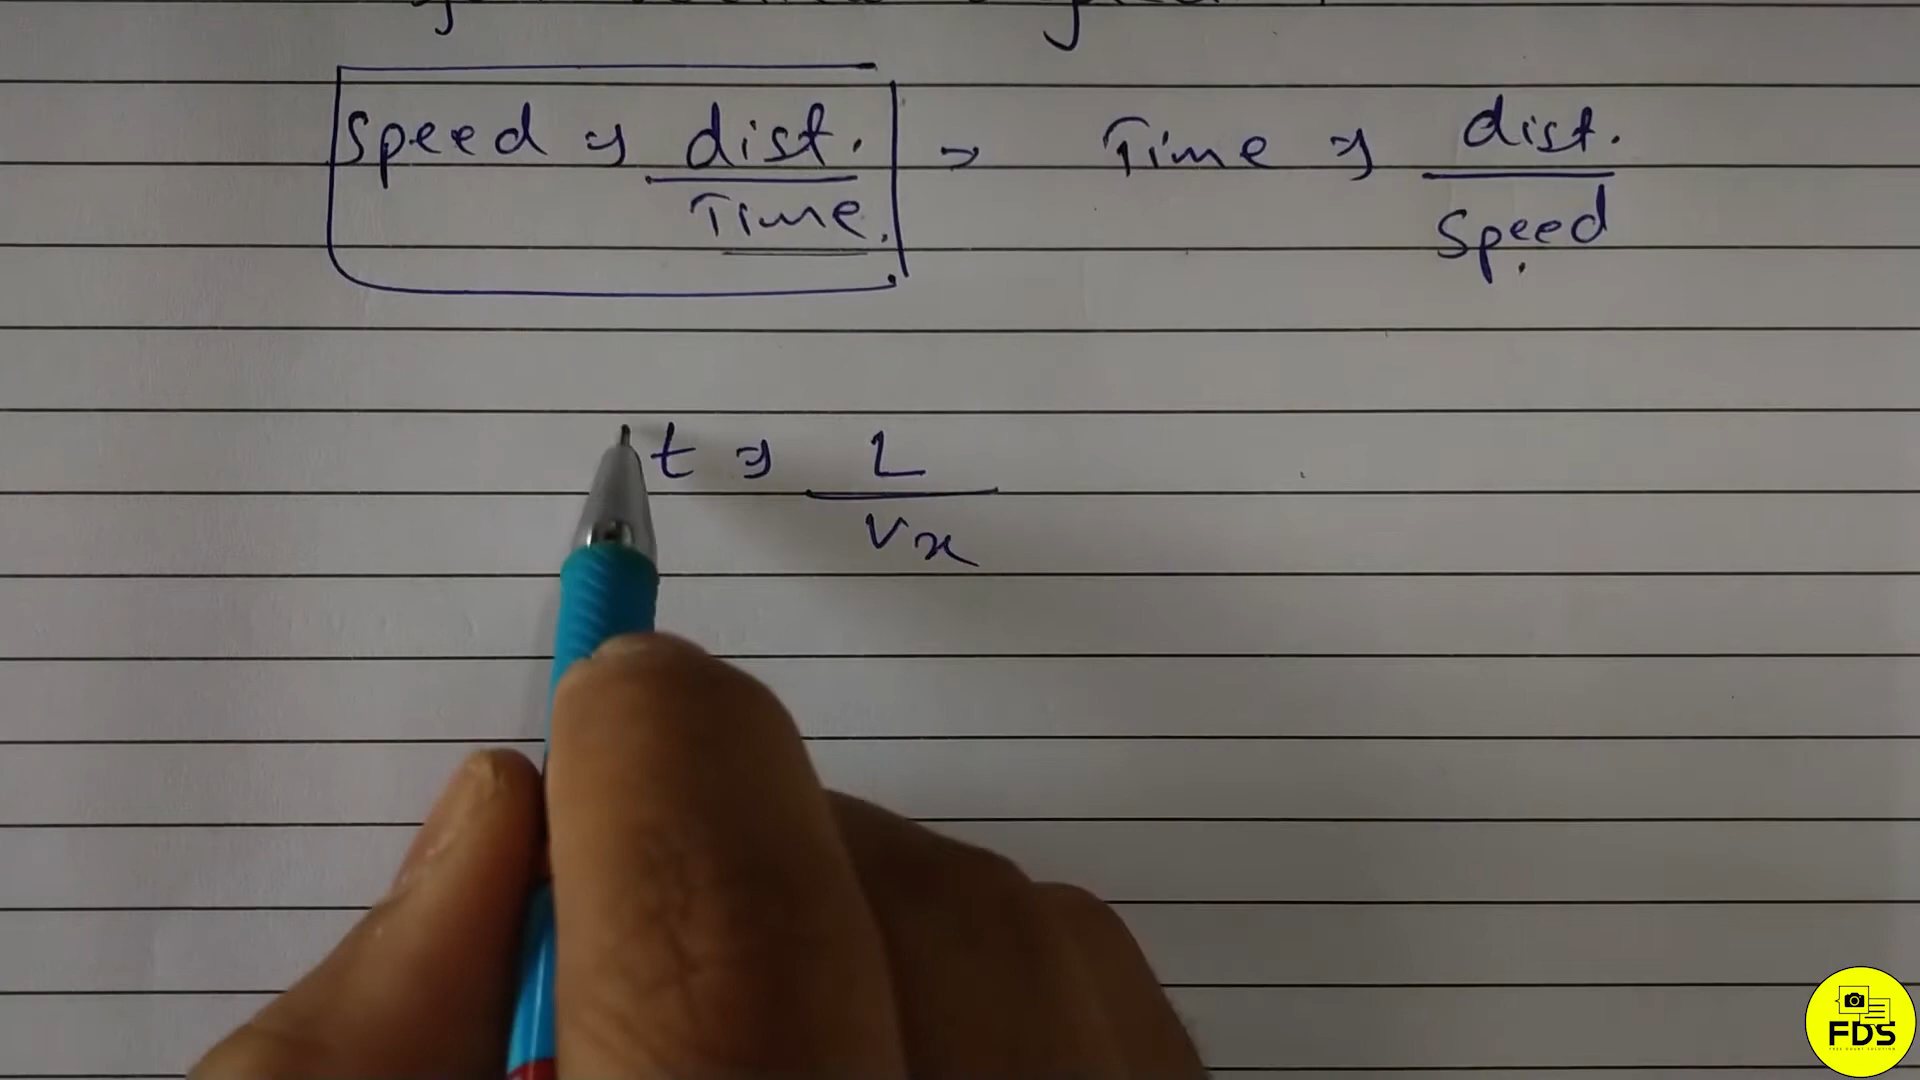 Speed ⇒ dist. / Time. ⇒ Time ⇒ dist. / Speed
t ⇒ L / Vx
FDS